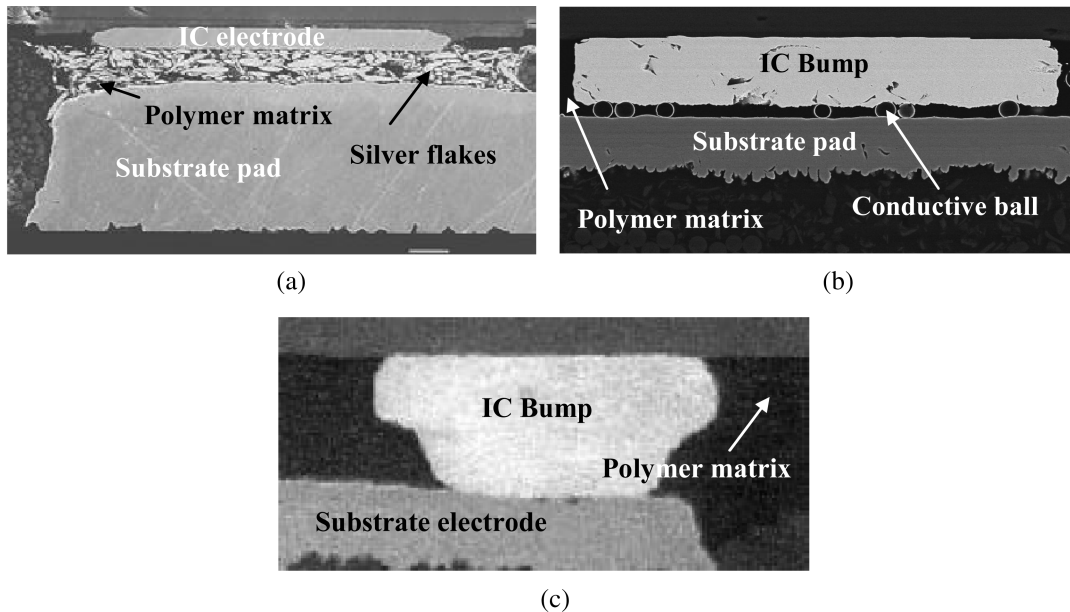 IC electrode
Polymer matrix
Silver flakes
Substrate pad
(a)
IC Bump
Substrate pad
Polymer matrix
Conductive ball
(b)
IC Bump
Polymer matrix
Substrate electrode
(c)